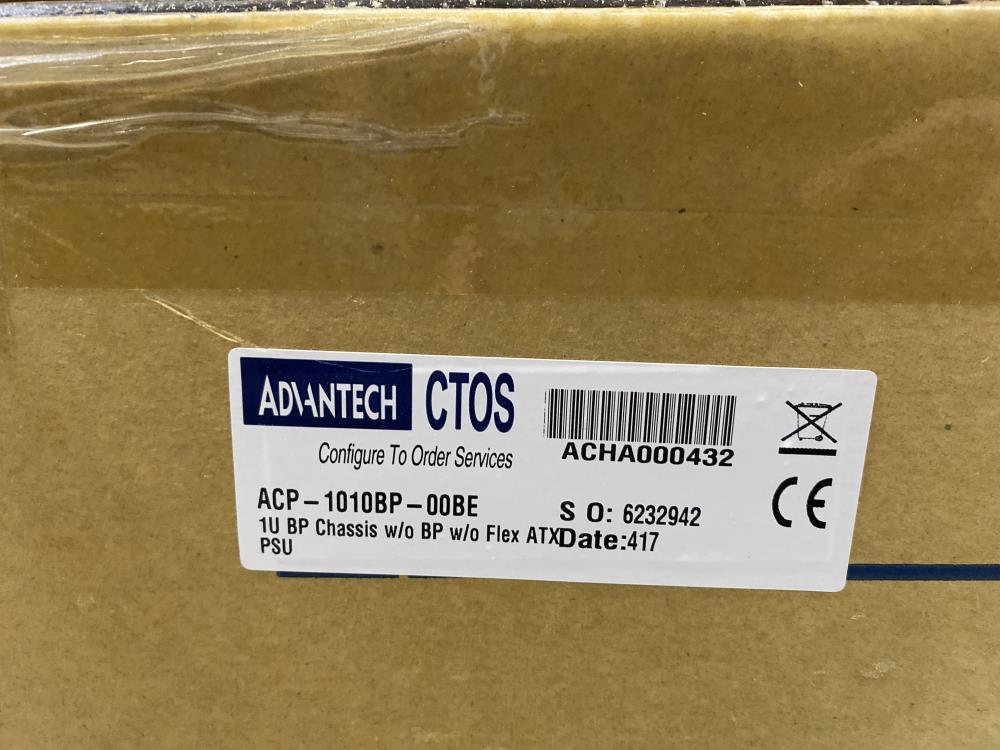 ADVANTECH CTOS
Configure To Order Services
ACHA000432
ACP-1010BP-00BE
1U BP Chassis w/o BP w/o Flex ATX
PSU
S O: 6232942
Date:417
CE